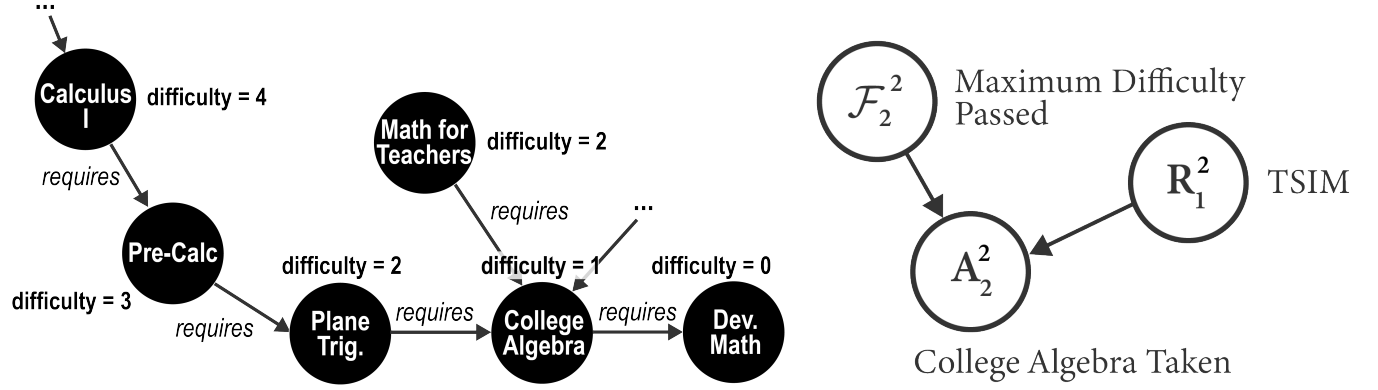 ...
Calculus
I
difficulty = 4
requires
Pre-Calc
difficulty = 3
requires
difficulty = 2
Plane
Trig.
requires
Math for
Teachers
difficulty = 2
requires
...
difficulty = 1
College
Algebra
requires
difficulty = 0
Dev.
Math
ℱ₂²
Maximum Difficulty
Passed
R₁²
TSIM
A₂²
College Algebra Taken